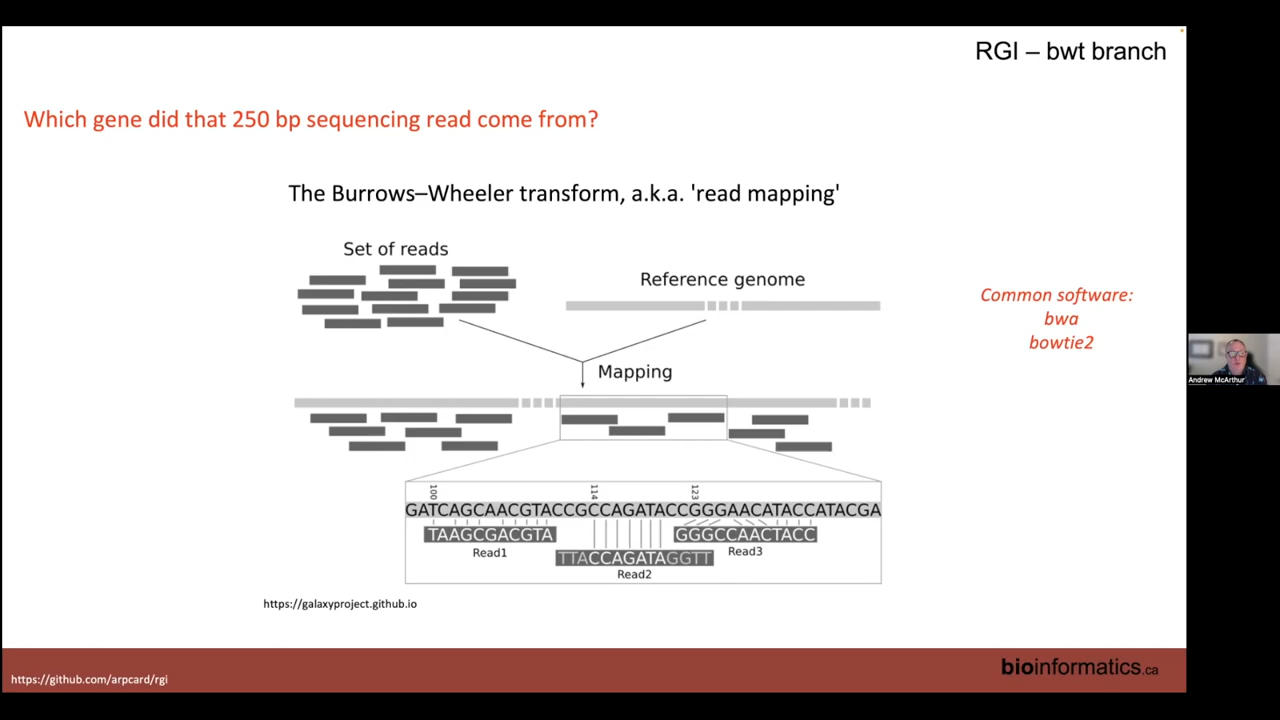 RGI – bwt branch
Which gene did that 250 bp sequencing read come from?
The Burrows–Wheeler transform, a.k.a. 'read mapping'
Set of reads
Reference genome
Common software:
bwa
bowtie2
Mapping
Andrew McArthur
100
114
123
GATCAGCAACGTACCGCCAGATACCGGGAACATACCATACGA
TAAGCGACGTA
GGGCCAACTACC
Read1
Read3
TTACCAGATAGGTT
Read2
https://galaxyproject.github.io
bioinformatics.ca
https://github.com/arpcard/rgi